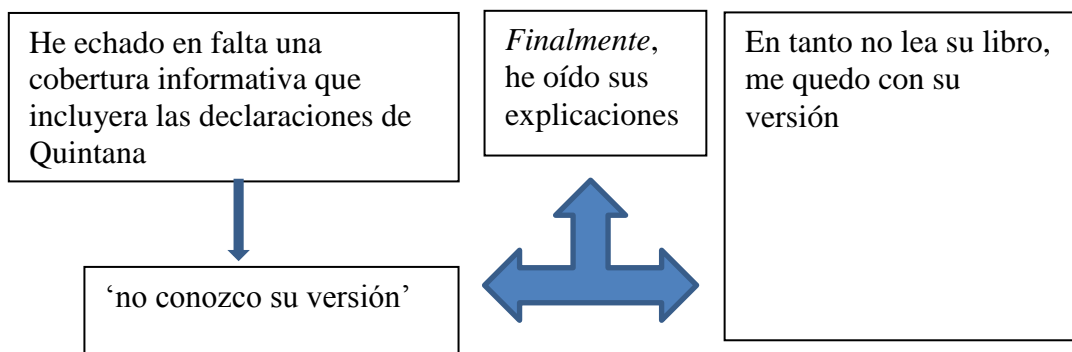 He echado en falta una
cobertura informativa que
incluyera las declaraciones de
Quintana
Finalmente,
he oído sus
explicaciones
En tanto no lea su libro,
me quedo con su
versión
‘no conozco su versión’